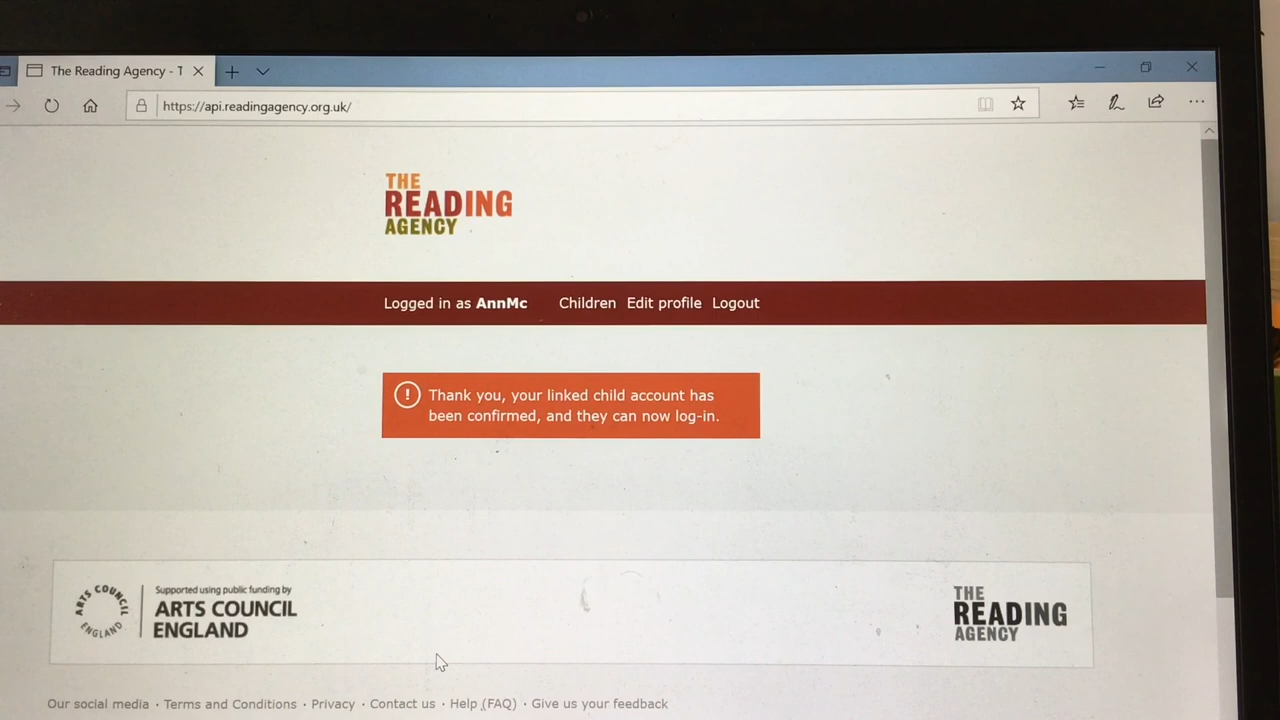 The Reading Agency - T
https://api.readingagency.org.uk/
THE
READING
AGENCY
Logged in as AnnMc Children Edit profile Logout
Thank you, your linked child account has
been confirmed, and they can now log-in.
ARTS COUNCIL
ENGLAND
Supported using public funding by
ARTS COUNCIL
ENGLAND
THE
READING
AGENCY
Our social media · Terms and Conditions · Privacy · Contact us · Help (FAQ) · Give us your feedback